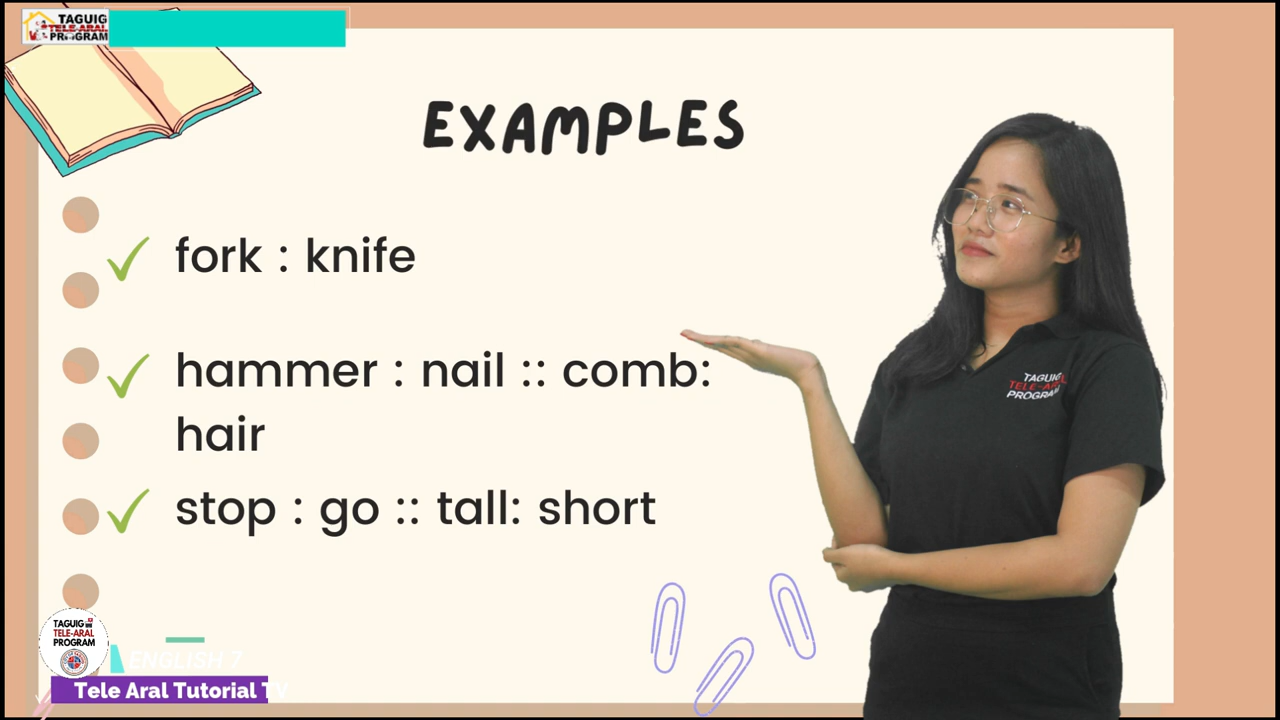 TAGUIG
TELE-ARAL
PROGRAM
EXAMPLES
fork : knife
hammer : nail :: comb:
hair
stop : go :: tall: short
TAGUIG
TELE-ARAL
PROGRAM
TAGUIG
TELE-ARAL
PROGRAM
ENGLISH 7
Tele Aral Tutorial TV